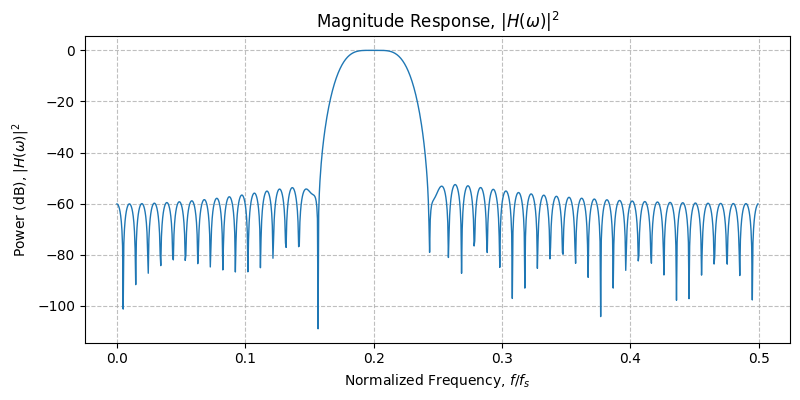 Magnitude Response, |H(ω)|²
Power (dB), |H(ω)|²
0
−20
−40
−60
−80
−100
0.0 0.1 0.2 0.3 0.4 0.5
Normalized Frequency, f/fₛ